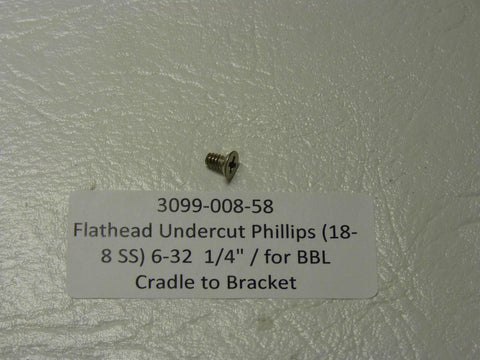 3099-008-58
Flathead Undercut Phillips (18-
8 SS) 6-32 1/4" / for BBL
Cradle to Bracket